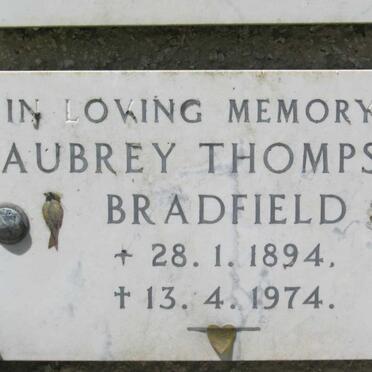 IN LOVING MEMORY
AUBREY THOMPS
BRADFIELD
* 28. 1. 1894.
† 13. 4. 1974.